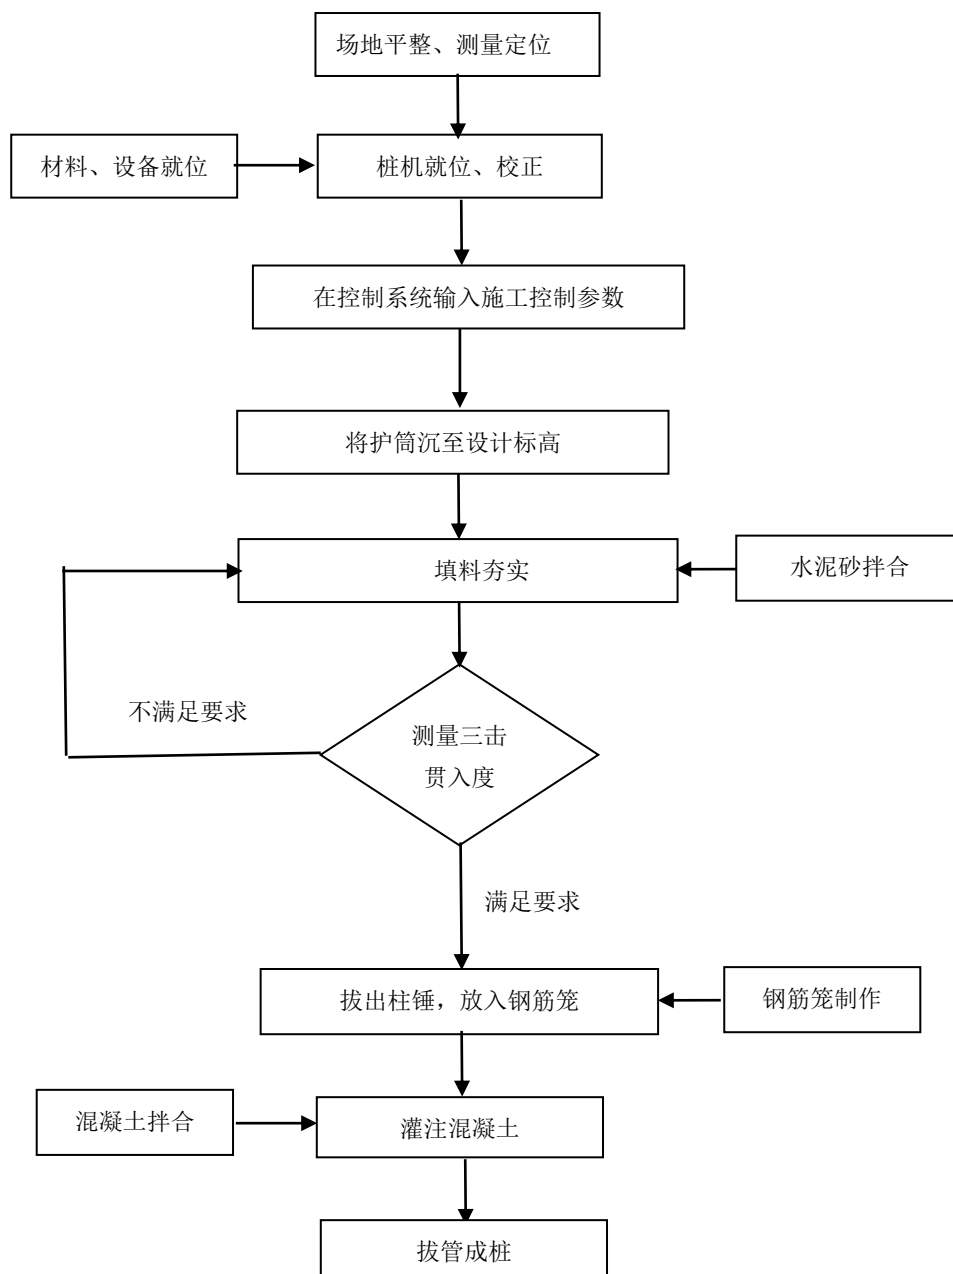 场地平整、测量定位
材料、设备就位
桩机就位、校正
在控制系统输入施工控制参数
将护筒沉至设计标高
填料夯实
水泥砂拌合
不满足要求
测量三击
贯入度
满足要求
拔出柱锤，放入钢筋笼
钢筋笼制作
混凝土拌合
灌注混凝土
拔管成桩